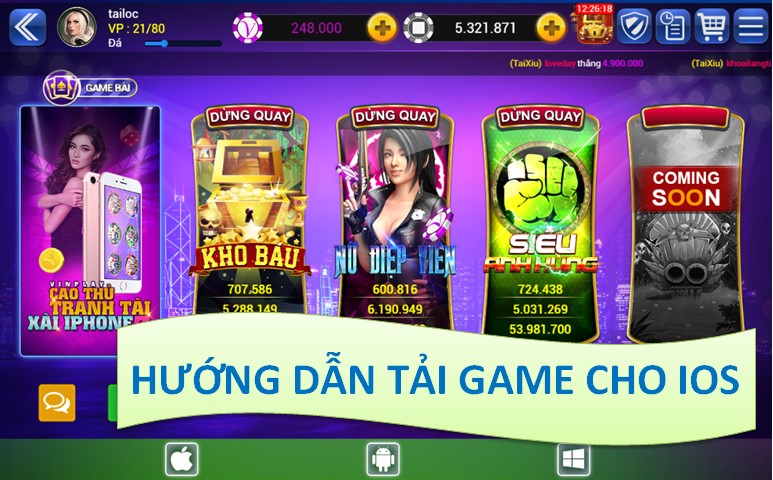 tailoc
VP : 21/80
Đá
248.000
5.321.871
12:26:18
(TaiXiu) loveday thắng 4.900.000
(TaiXiu) khoailangti
GAME BÀI
DỪNG QUAY
DỪNG QUAY
DỪNG QUAY
COMING
SOON
VINPLAY
CAO THỦ
TRANH TÀI
XÀI IPHONE
KHO BÁU
707.586
5.288.149
NỮ ĐIỆP VIÊN
600.816
6.190.949
SIÊU
ANH HÙNG
724.438
5.031.269
53.981.700
HƯỚNG DẪN TẢI GAME CHO IOS